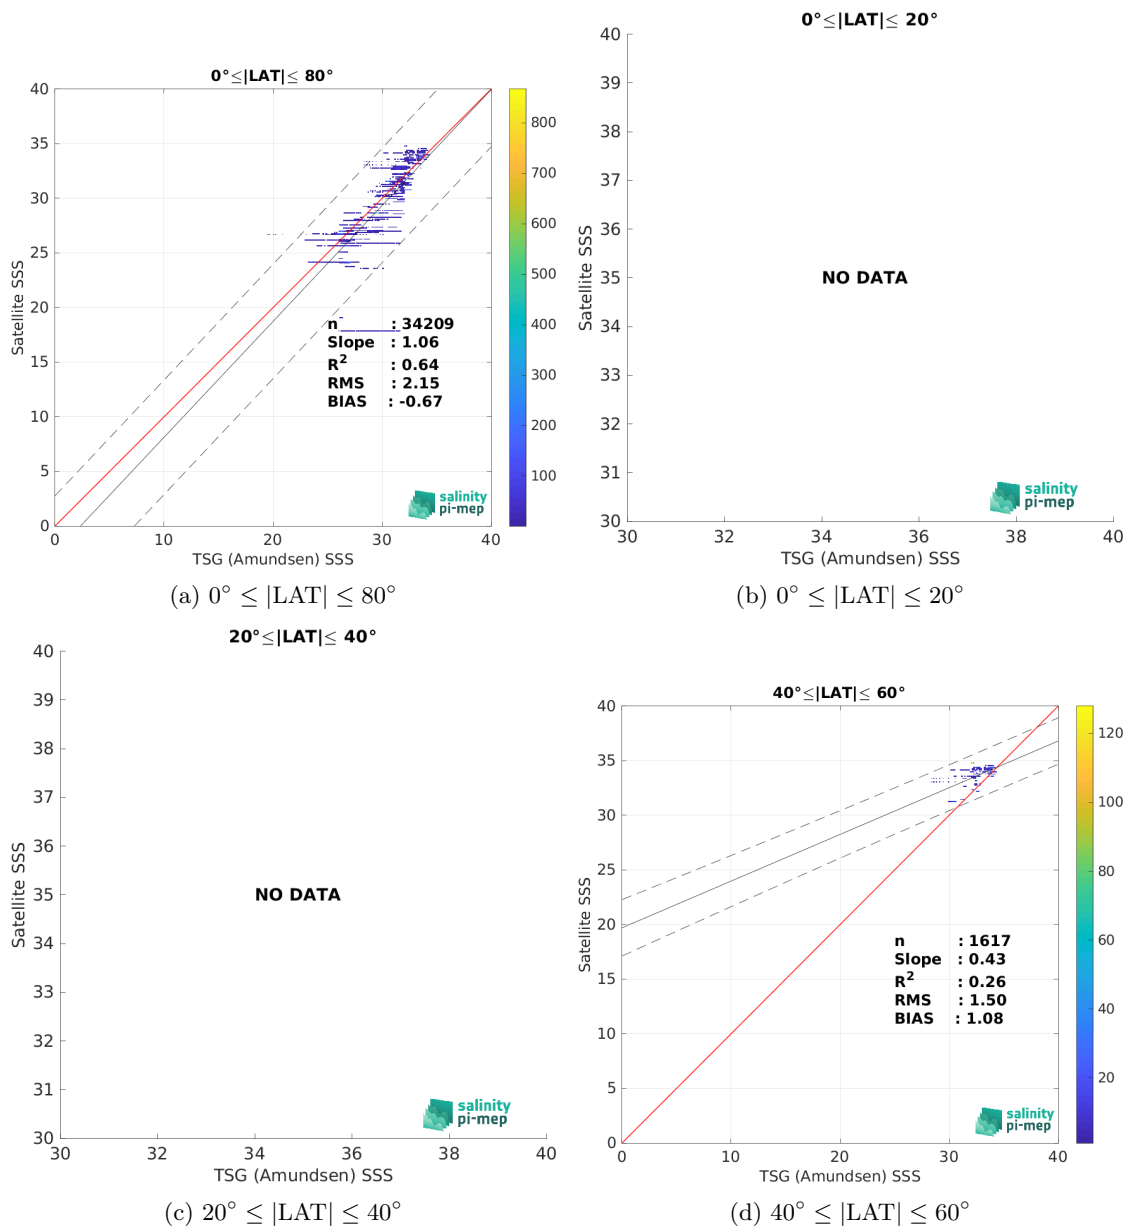 0°≤|LAT|≤ 80°
40
35
30
25
20
15
10
5
0
Satellite SSS
n : 34209
Slope : 1.06
R2 : 0.64
RMS : 2.15
BIAS : -0.67
salinity
pi-mep
0 10 20 30 40
TSG (Amundsen) SSS
800
700
600
500
400
300
200
100
(a) 0° ≤ |LAT| ≤ 80°
0°≤|LAT|≤ 20°
40
39
38
37
36
35
34
33
32
31
30
Satellite SSS
NO DATA
salinity
pi-mep
30 32 34 36 38 40
TSG (Amundsen) SSS
(b) 0° ≤ |LAT| ≤ 20°
20°≤|LAT|≤ 40°
40
39
38
37
36
35
34
33
32
31
30
Satellite SSS
NO DATA
salinity
pi-mep
30 32 34 36 38 40
TSG (Amundsen) SSS
(c) 20° ≤ |LAT| ≤ 40°
40°≤|LAT|≤ 60°
40
35
30
25
20
15
10
5
0
Satellite SSS
n : 1617
Slope : 0.43
R2 : 0.26
RMS : 1.50
BIAS : 1.08
salinity
pi-mep
0 10 20 30 40
TSG (Amundsen) SSS
120
100
80
60
40
20
(d) 40° ≤ |LAT| ≤ 60°